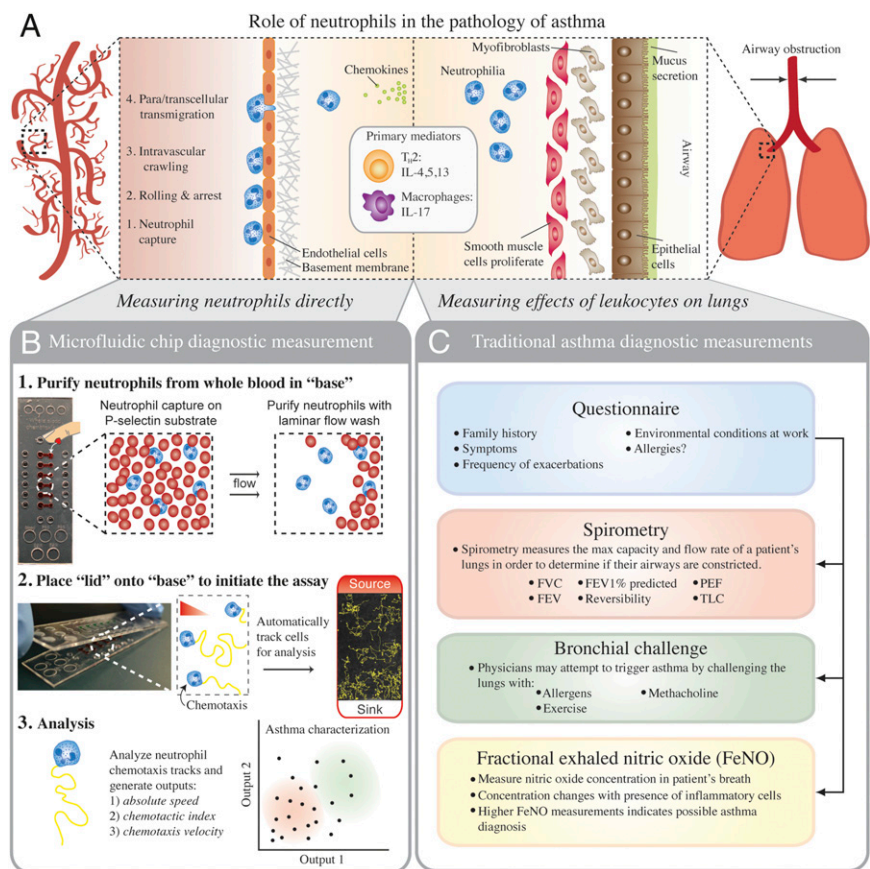 A
Role of neutrophils in the pathology of asthma
4. Para/transcellular
transmigration
3. Intravascular
crawling
2. Rolling & arrest
1. Neutrophil
capture
Endothelial cells
Basement membrane
Chemokines
Neutrophilia
Primary mediators
TH2:
IL-4,5,13
Macrophages:
IL-17
Myofibroblasts
Smooth muscle
cells proliferate
Mucus
secretion
Airway
Epithelial
cells
Airway obstruction
Measuring neutrophils directly
Measuring effects of leukocytes on lungs
B Microfluidic chip diagnostic measurement
1. Purify neutrophils from whole blood in “base”
Neutrophil capture on
P-selectin substrate
flow
Purify neutrophils with
laminar flow wash
2. Place “lid” onto “base” to initiate the assay
Chemotaxis
Automatically
track cells
for analysis
Source
Sink
3. Analysis
Analyze neutrophil
chemotaxis tracks and
generate outputs:
1) absolute speed
2) chemotactic index
3) chemotaxis velocity
Asthma characterization
Output 2
Output 1
C Traditional asthma diagnostic measurements
Questionnaire
• Family history
• Symptoms
• Frequency of exacerbations
• Environmental conditions at work
• Allergies?
Spirometry
• Spirometry measures the max capacity and flow rate of a patient’s
lungs in order to determine if their airways are constricted.
• FVC • FEV1% predicted • PEF
• FEV • Reversibility • TLC
Bronchial challenge
• Physicians may attempt to trigger asthma by challenging the
lungs with:
• Allergens • Methacholine
• Exercise
Fractional exhaled nitric oxide (FeNO)
• Measure nitric oxide concentration in patient’s breath
• Concentration changes with presence of inflammatory cells
• Higher FeNO measurements indicates possible asthma
diagnosis